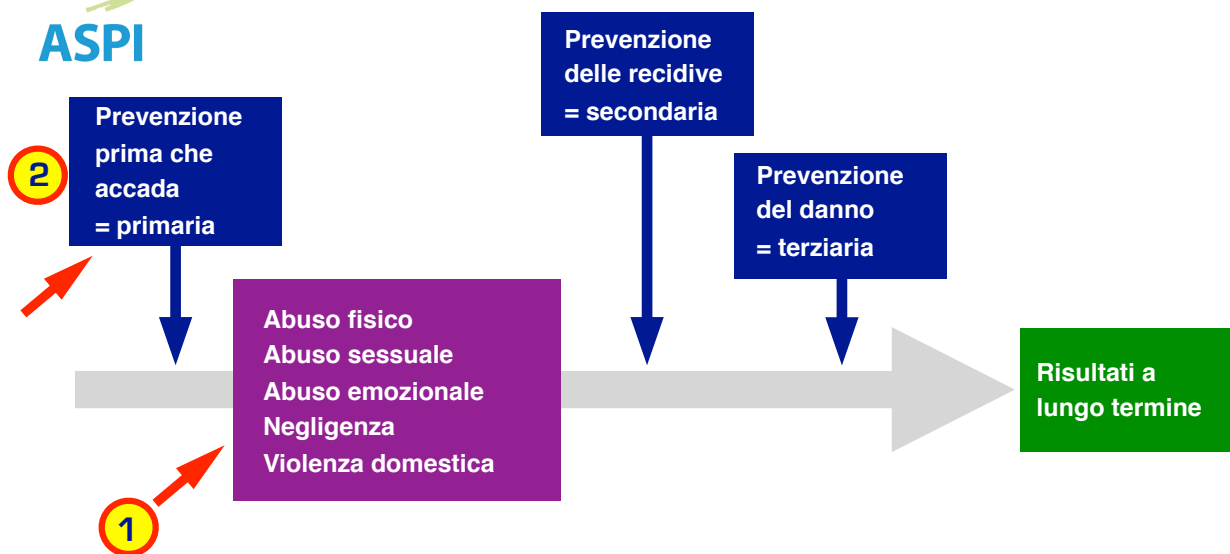 ASPI
Prevenzione
prima che
accada
= primaria
2
Prevenzione
delle recidive
= secondaria
Prevenzione
del danno
= terziaria
Abuso fisico
Abuso sessuale
Abuso emozionale
Negligenza
Violenza domestica
1
Risultati a
lungo termine